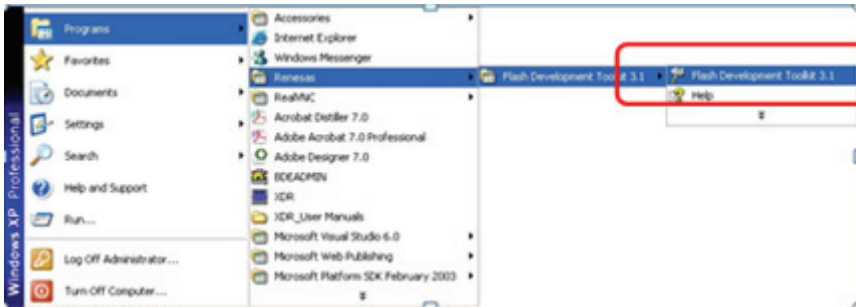 Windows XP Professional
Programs
Favorites
Documents
Settings
Search
Help and Support
Run...
Log Off Administrator...
Turn Off Computer...
Accessories
Internet Explorer
Windows Messenger
Renesas
RealVNC
Acrobat Distiller 7.0
Adobe Acrobat 7.0 Professional
Adobe Designer 7.0
BDEADMIN
XDR
XDR_User Manuals
Microsoft Visual Studio 6.0
Microsoft Web Publishing
Microsoft Platform SDK February 2003
Flash Development Toolkit 3.1
Flash Development Toolkit 3.1
Help